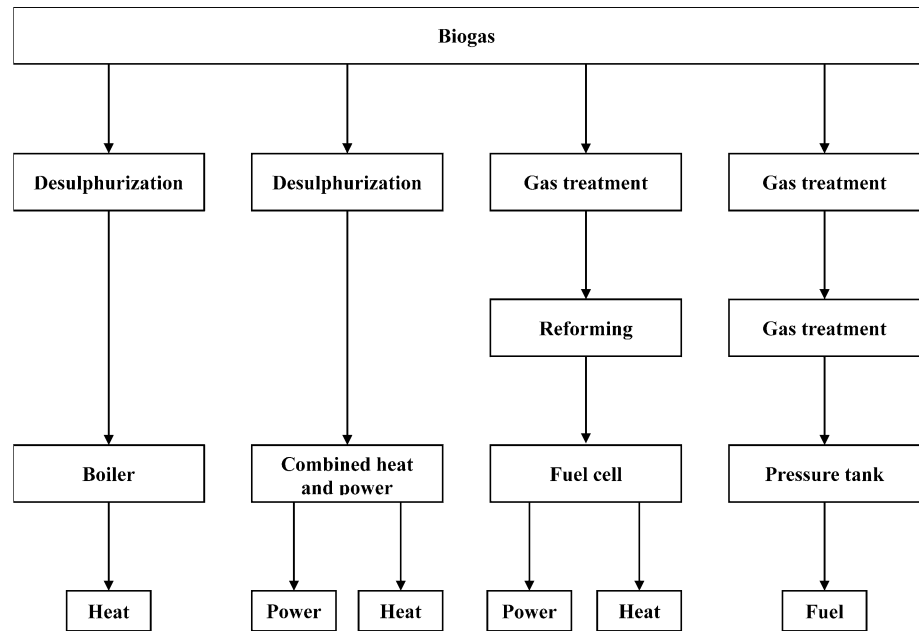 Biogas
Desulphurization
Desulphurization
Gas treatment
Gas treatment
Reforming
Gas treatment
Boiler
Combined heat
and power
Fuel cell
Pressure tank
Heat
Power
Heat
Power
Heat
Fuel